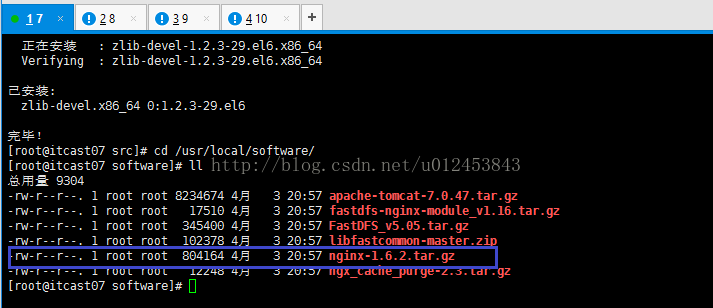 1 7 × 2 8 × 3 9 × 4 10 × +
正在安装 : zlib-devel-1.2.3-29.el6.x86_64
Verifying : zlib-devel-1.2.3-29.el6.x86_64
已安装:
zlib-devel.x86_64 0:1.2.3-29.el6
完毕!
[root@itcast07 src]# cd /usr/local/software/
[root@itcast07 software]# ll
http://blog.csdn.net/u012453843
总用量 9304
-rw-r--r--. 1 root root 8234674 4月 3 20:57 apache-tomcat-7.0.47.tar.gz
-rw-r--r--. 1 root root 17510 4月 3 20:57 fastdfs-nginx-module_v1.16.tar.gz
-rw-r--r--. 1 root root 345400 4月 3 20:57 FastDFS_v5.05.tar.gz
-rw-r--r--. 1 root root 102378 4月 3 20:57 libfastcommon-master.zip
-rw-r--r--. 1 root root 804164 4月 3 20:57 nginx-1.6.2.tar.gz
-rw-r--r--. 1 root root 12248 4月 3 20:57 ngx_cache_purge-2.3.tar.gz
[root@itcast07 software]#